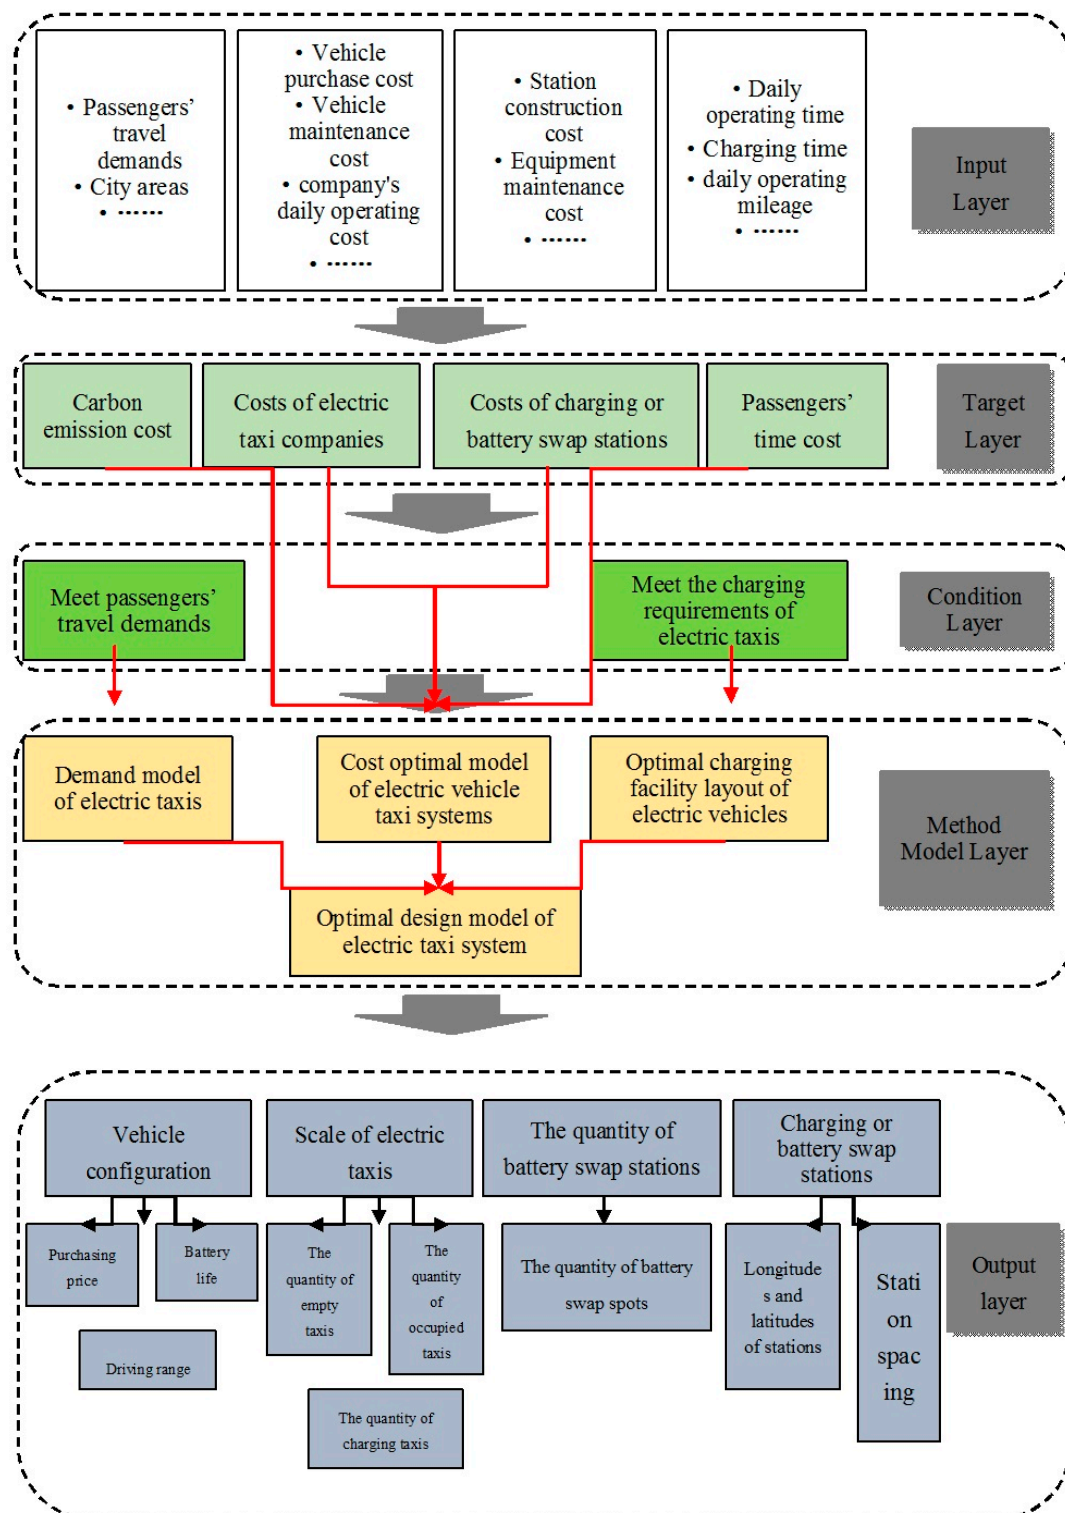 • Passengers’
travel
demands
• City areas
• ······
• Vehicle
purchase cost
• Vehicle
maintenance
cost
• company's
daily operating
cost
• ······
• Station
construction
cost
• Equipment
maintenance
cost
• ······
• Daily
operating time
• Charging time
• daily operating
mileage
• ······
Input
Layer
Carbon
emission cost
Costs of electric
taxi companies
Costs of charging or
battery swap stations
Passengers’
time cost
Target
Layer
Meet passengers’
travel demands
Meet the charging
requirements of
electric taxis
Condition
Layer
Demand model
of electric taxis
Cost optimal model
of electric vehicle
taxi systems
Optimal charging
facility layout of
electric vehicles
Method
Model Layer
Optimal design model of
electric taxi system
Vehicle
configuration
Scale of electric
taxis
The quantity of
battery swap stations
Charging or
battery swap
stations
Purchasing
price
Battery
life
Driving range
The
quantity of
empty
taxis
The
quantity
of
occupied
taxis
The quantity of
charging taxis
The quantity of battery
swap spots
Longitude
s and
latitudes
of stations
Stati
on
spac
ing
Output
layer